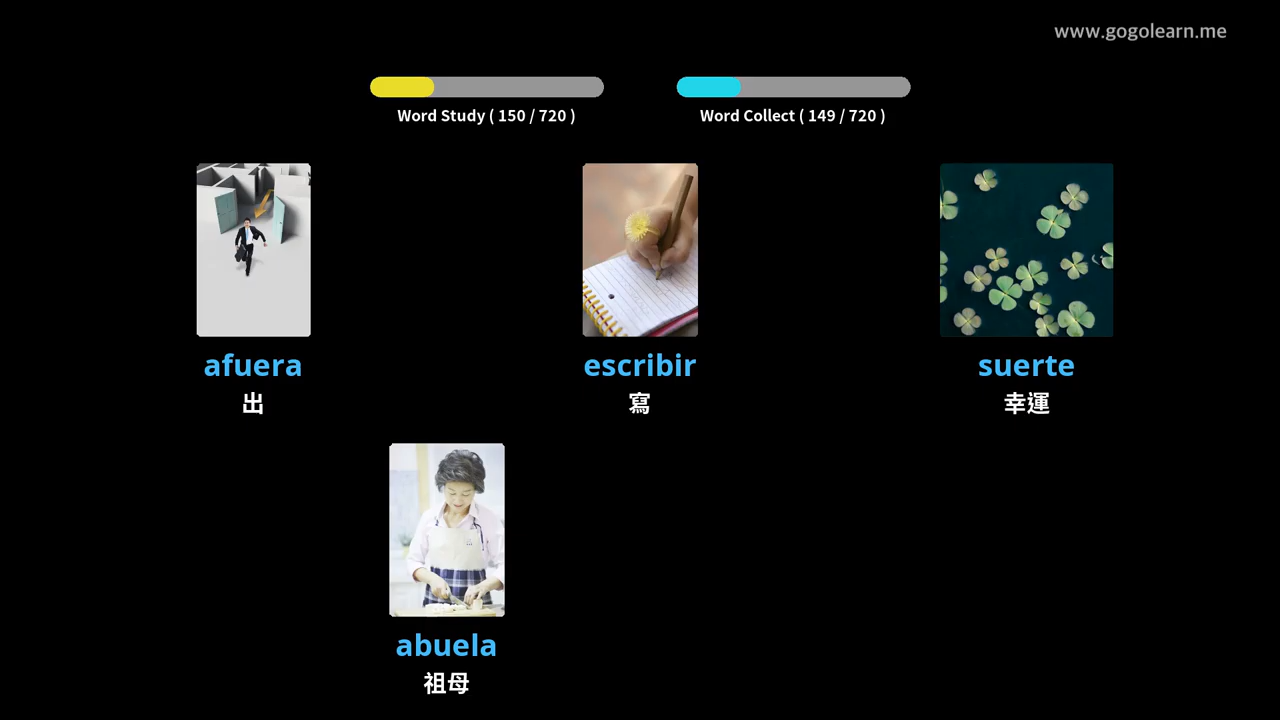 www.gogolearn.me
Word Study ( 150 / 720 )
Word Collect ( 149 / 720 )
afuera
出
escribir
寫
suerte
幸運
abuela
祖母